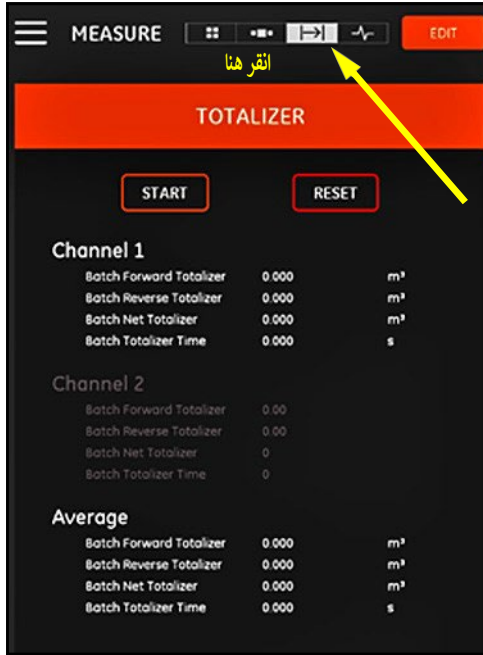 MEASURE EDIT
انقر هنا
TOTALIZER
START RESET
Channel 1
Batch Forward Totalizer 0.000 m³
Batch Reverse Totalizer 0.000 m³
Batch Net Totalizer 0.000 m³
Batch Totalizer Time 0.000 s
Channel 2
Batch Forward Totalizer 0.00
Batch Reverse Totalizer 0.00
Batch Net Totalizer 0
Batch Totalizer Time 0
Average
Batch Forward Totalizer 0.000 m³
Batch Reverse Totalizer 0.000 m³
Batch Net Totalizer 0.000 m³
Batch Totalizer Time 0.000 s